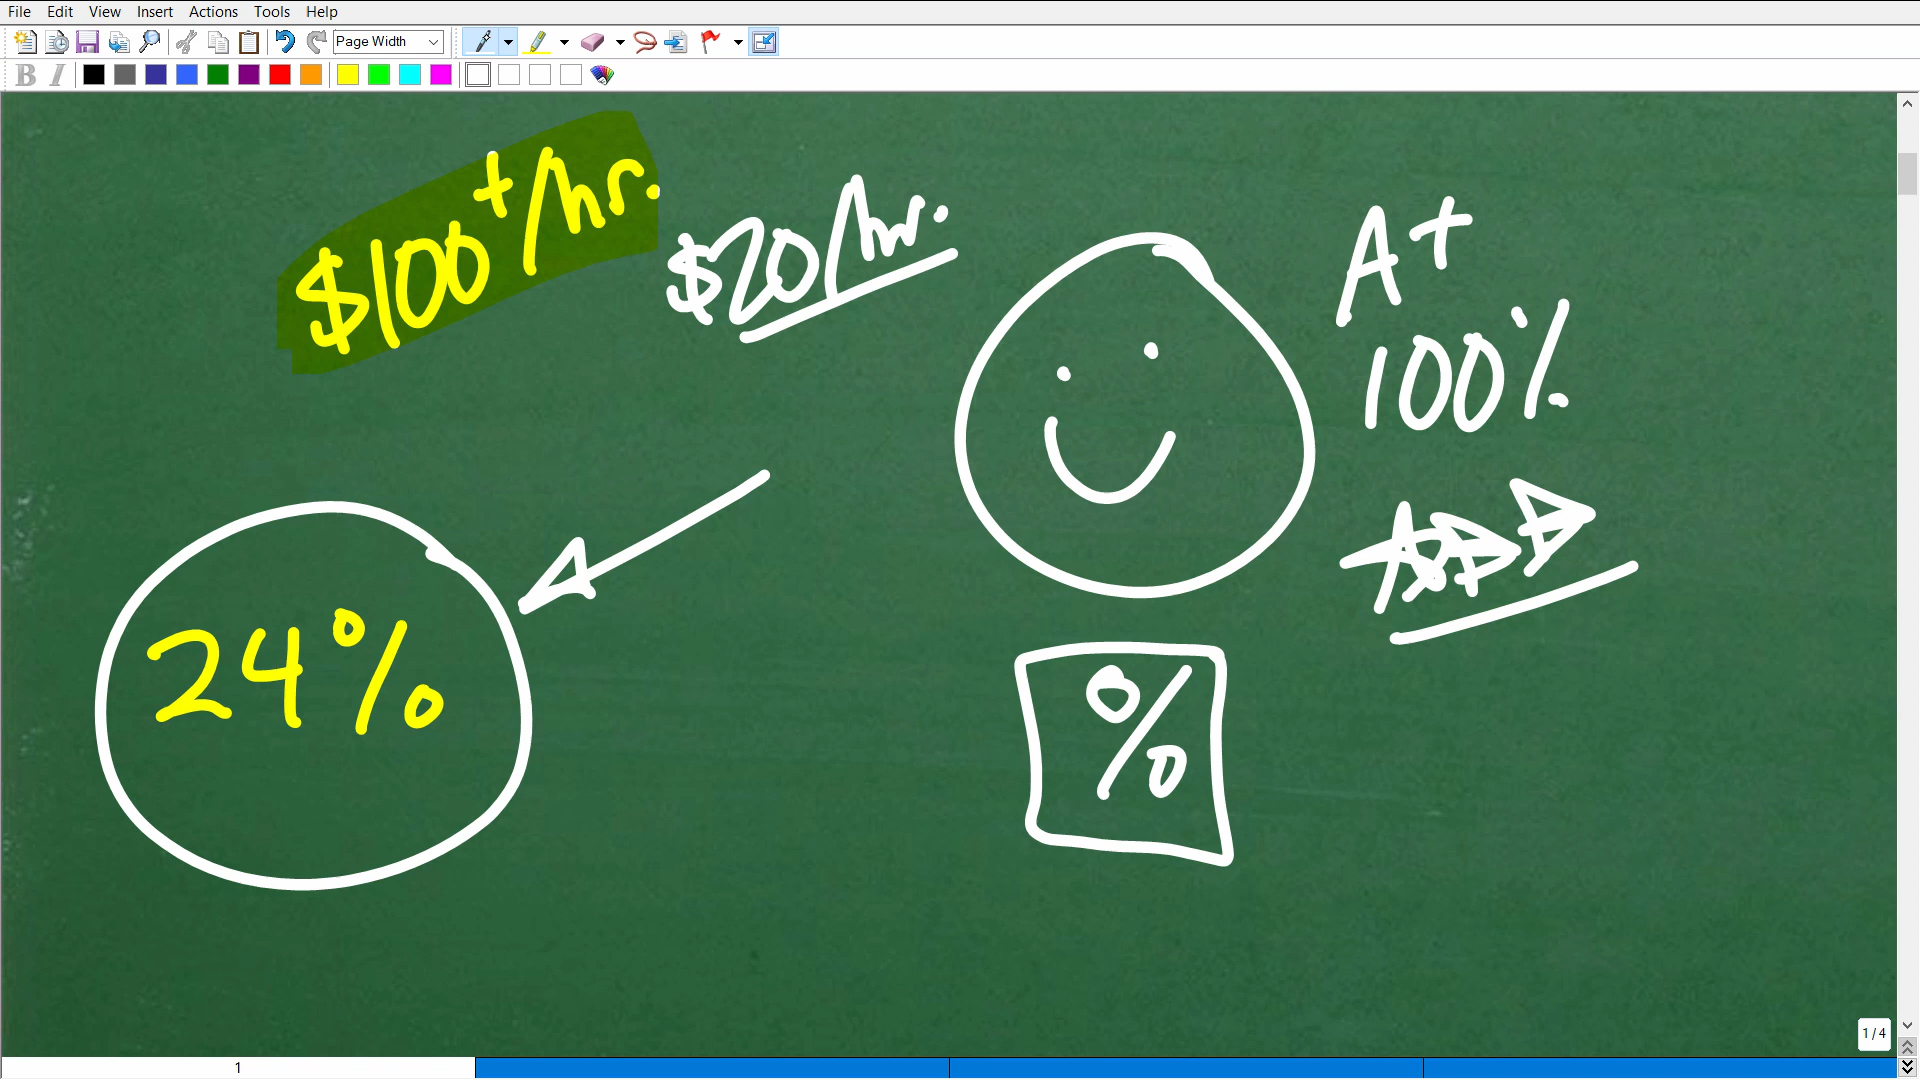 File Edit View Insert Actions Tools Help
Page Width
B I
$100+/hr.
$20/hr.
A+
100%
24%
%
1 / 4
1